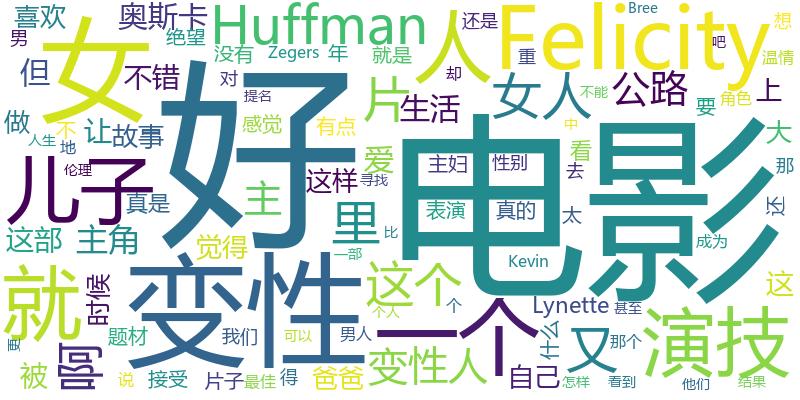 喜欢 奥斯卡 Huffman 还是 Felicity Bree 想
男 绝望 没有 Zegers 年 就是 人 重 吧 温情
但 女 不错 对 提名 片 却 女人 不能 公路 角色 上
做 让 故事 好 感觉 有点 生活 电影 要 大
不 人生 地 伦理 爱 主妇 性别 寻找 看 去 中 那
儿子 真是 主 这样 表演 真的 太 还
这部 主角 觉得 里 比 一部 Kevin 成为
就 时候 变性 这个 一个 Lynette 甚至 这
更 啊 题材 我们 可以 男人 个人 个 什么 又 那个 演技
被 说 接受 片子 最佳 得 爸爸 变性人 自己 怎样 看到 他们 结果